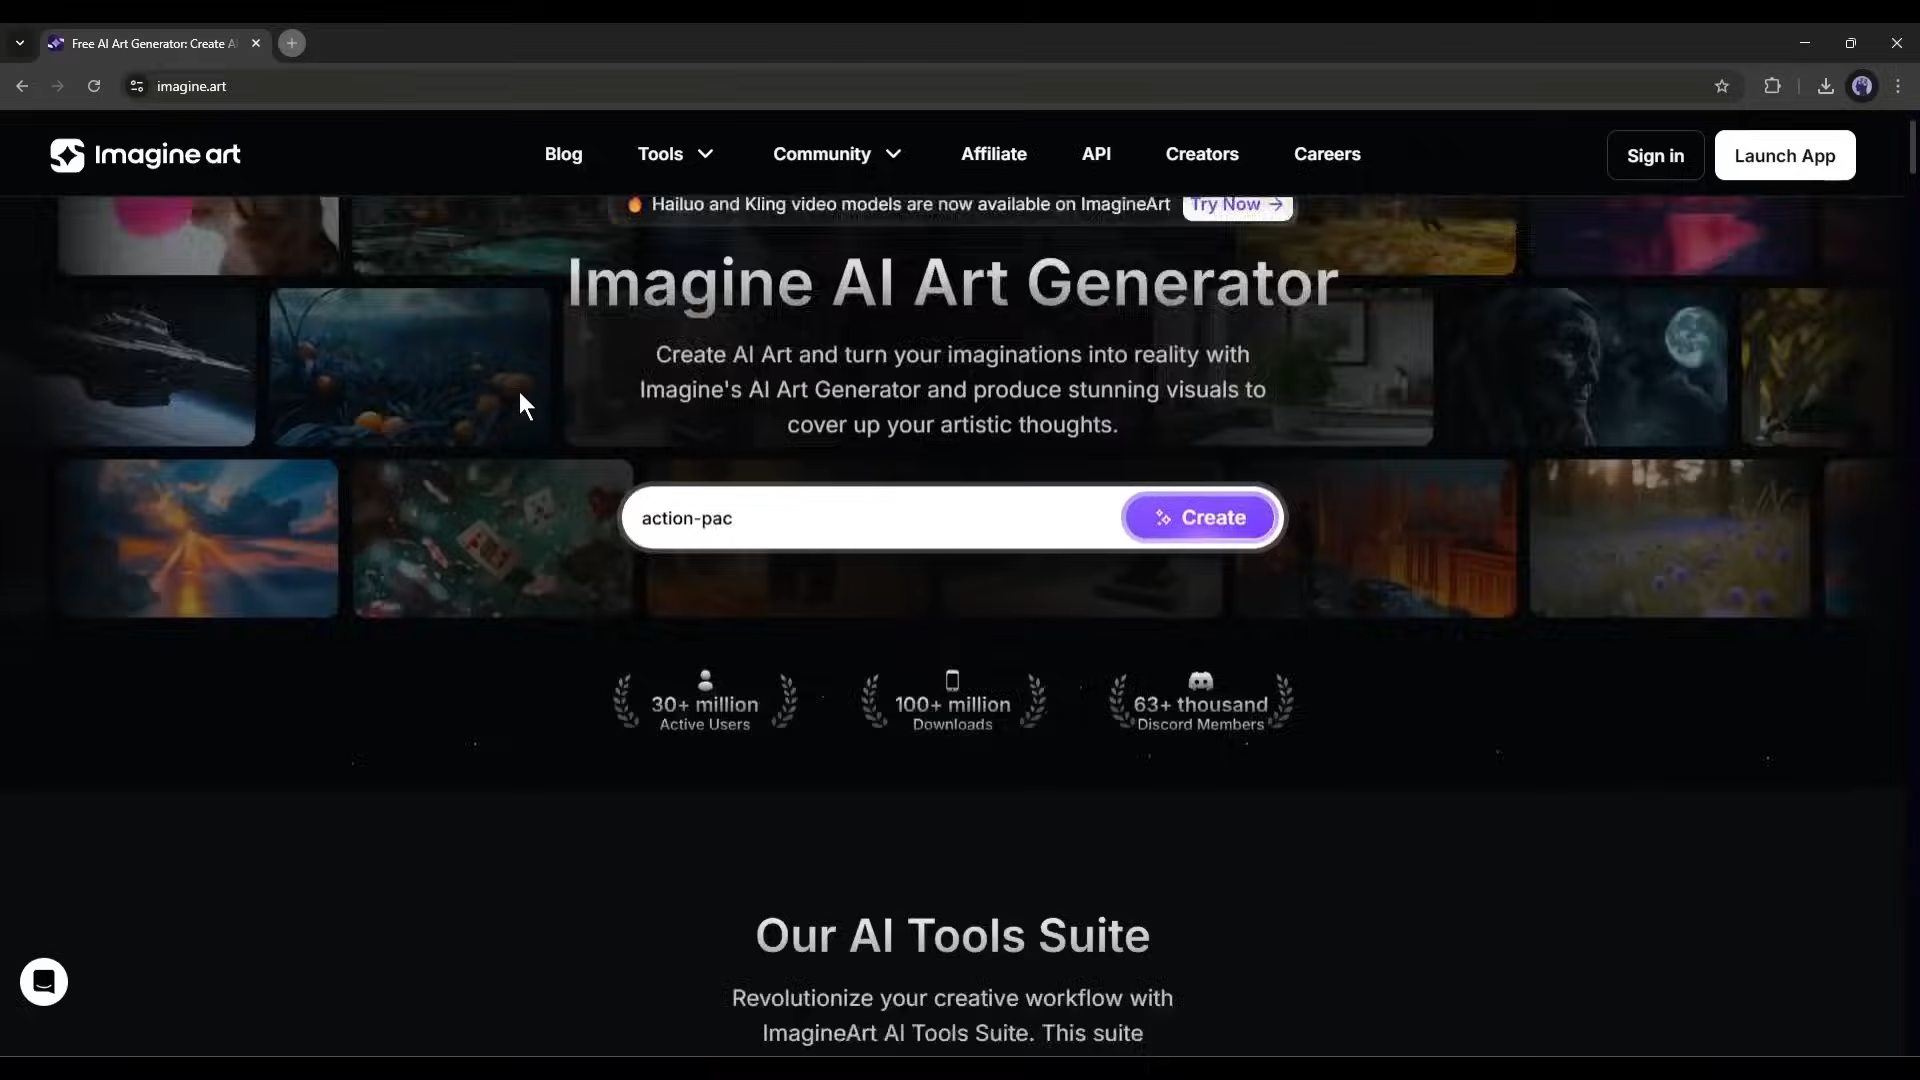 Free AI Art Generator: Create A
imagine.art
Imagine art
Blog
Tools
Community
Affiliate
API
Creators
Careers
Sign in
Launch App
Hailuo and Kling video models are now available on ImagineArt
Try Now →
Imagine AI Art Generator
Create AI Art and turn your imaginations into reality with
Imagine's AI Art Generator and produce stunning visuals to
cover up your artistic thoughts.
action-pac
Create
30+ million
Active Users
100+ million
Downloads
63+ thousand
Discord Members
Our AI Tools Suite
Revolutionize your creative workflow with
ImagineArt AI Tools Suite. This suite